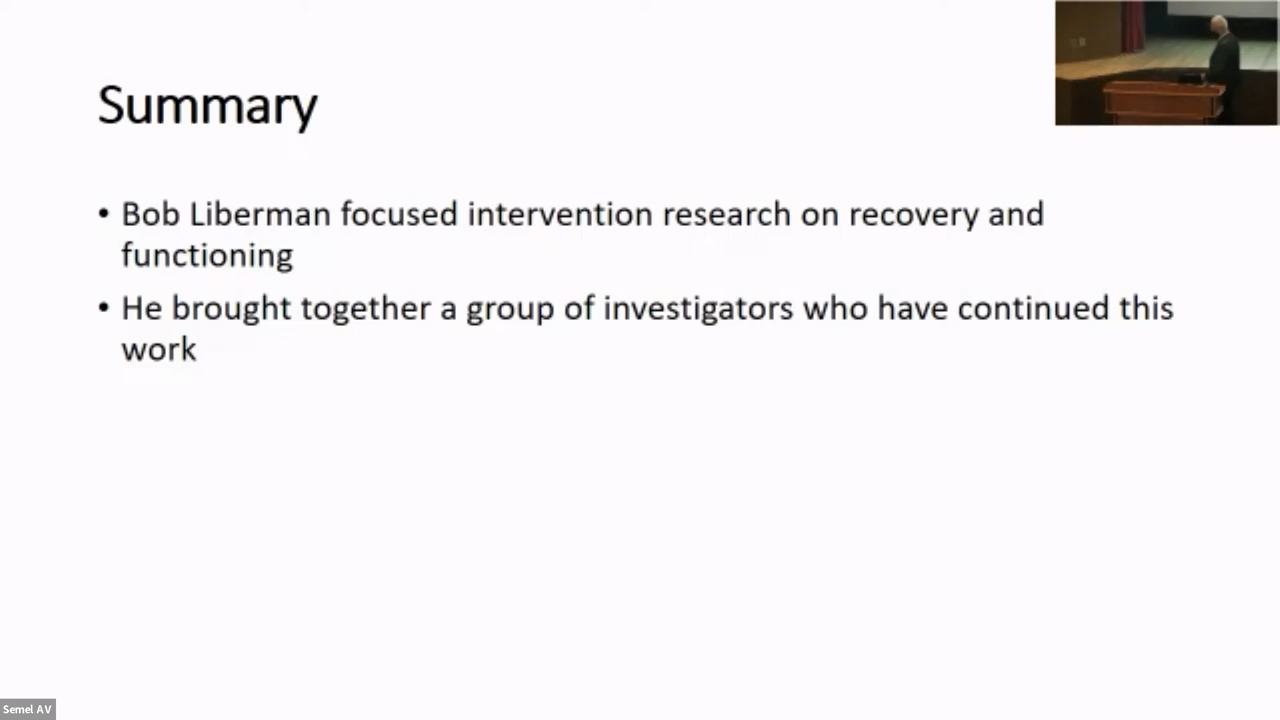 Summary
• Bob Liberman focused intervention research on recovery and
functioning
• He brought together a group of investigators who have continued this
work
Semel AV